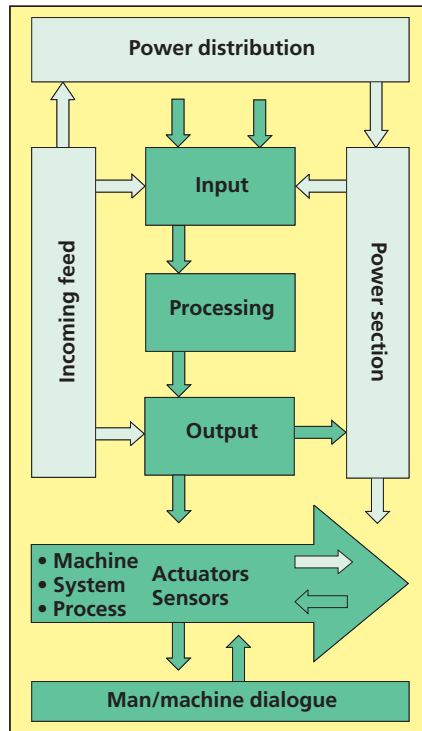 Power distribution
Input
Incoming feed
Power section
Processing
Output
• Machine
• System
• Process
Actuators
Sensors
Man/machine dialogue